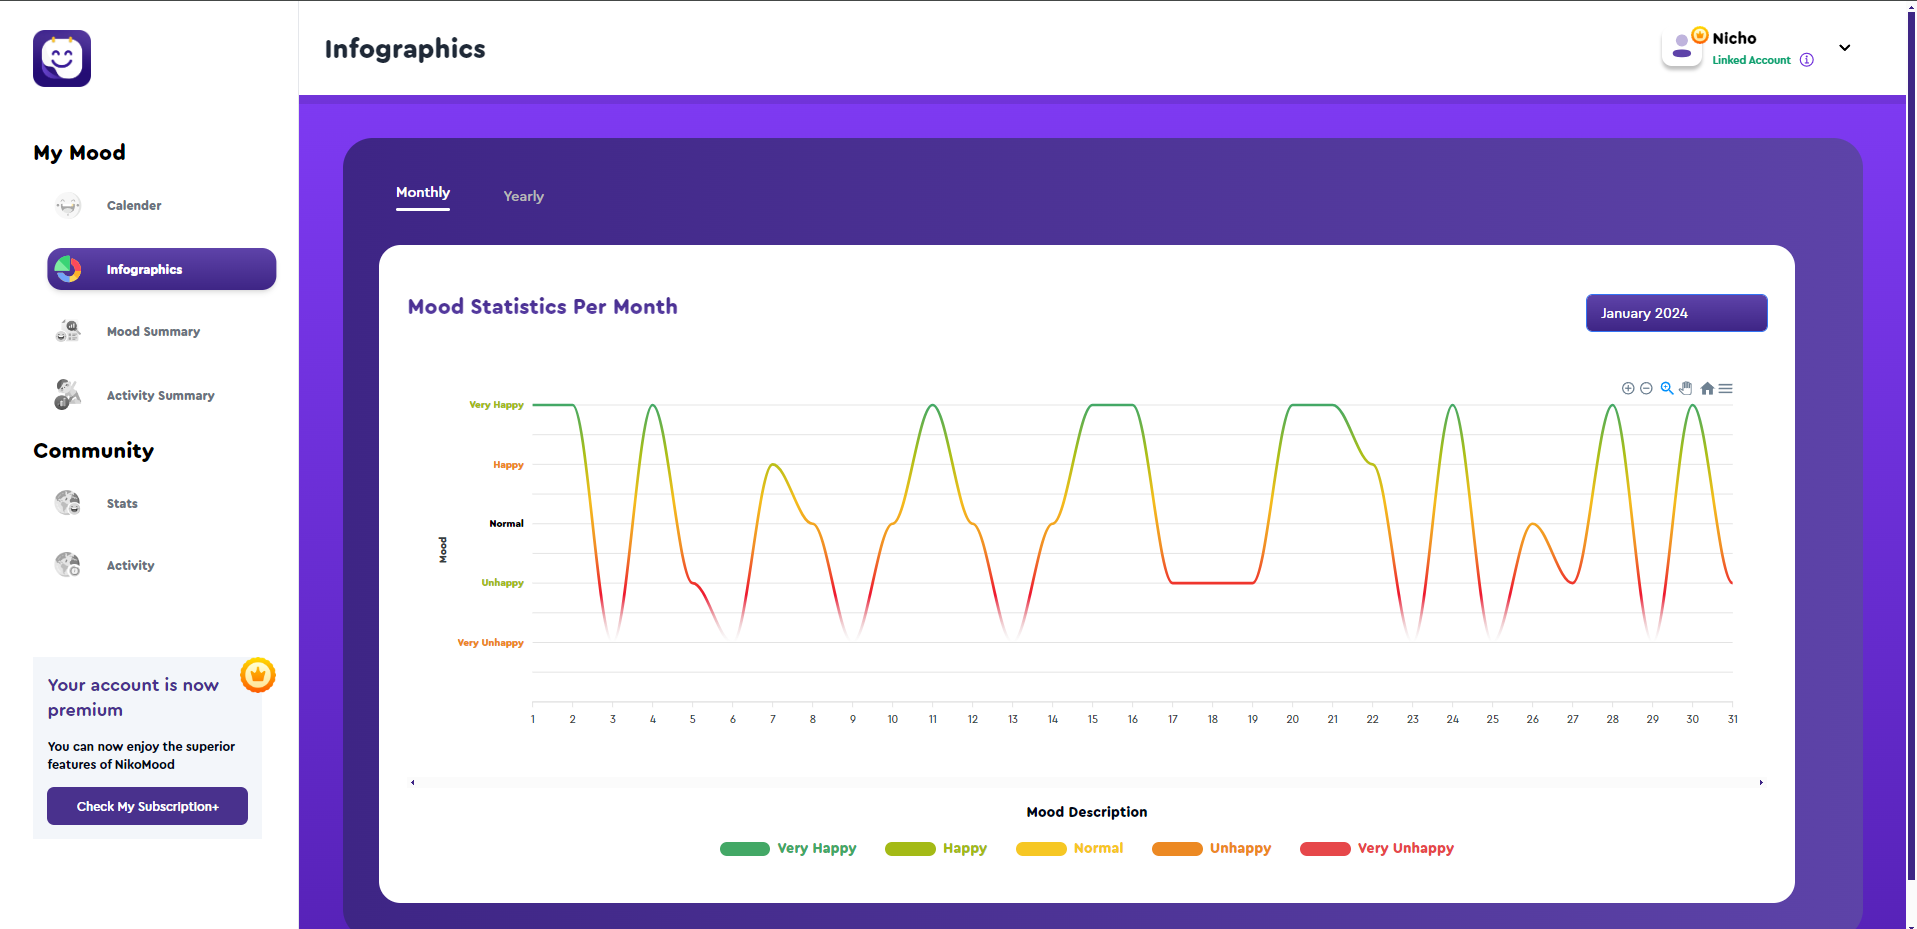 Infographics
Nicho
Linked Account
My Mood
Calender
Infographics
Mood Summary
Activity Summary
Community
Stats
Activity
Your account is now
premium
You can now enjoy the superior
features of NikoMood
Check My Subscription+
Monthly
Yearly
Mood Statistics Per Month
January 2024
Very Happy
Happy
Normal
Unhappy
Very Unhappy
Mood
1 2 3 4 5 6 7 8 9 10 11 12 13 14 15 16 17 18 19 20 21 22 23 24 25 26 27 28 29 30 31
Mood Description
Very Happy Happy Normal Unhappy Very Unhappy